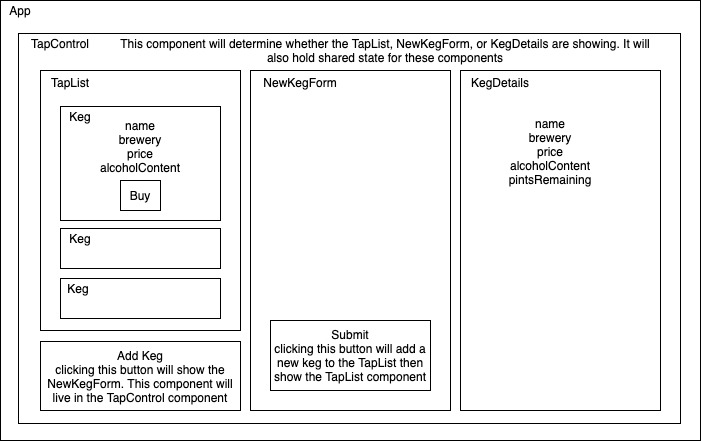 App
TapControl
This component will determine whether the TapList, NewKegForm, or KegDetails are showing. It will
also hold shared state for these components
TapList
Keg
name
brewery
price
alcoholContent
Buy
Keg
Keg
Add Keg
clicking this button will show the
NewKegForm. This component will
live in the TapControl component
NewKegForm
Submit
clicking this button will add a
new keg to the TapList then
show the TapList component
KegDetails
name
brewery
price
alcoholContent
pintsRemaining